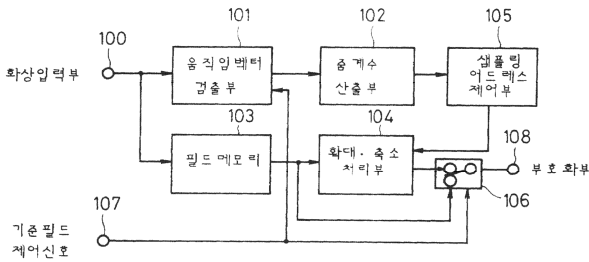 101
102
105
100
화상입력부
움직임벡터
검출부
줌계수
산출부
샘플링
어드레스
제어부
103
104
108
필드메모리
확대·축소
처리부
부호화부
106
107
기준필드
제어신호